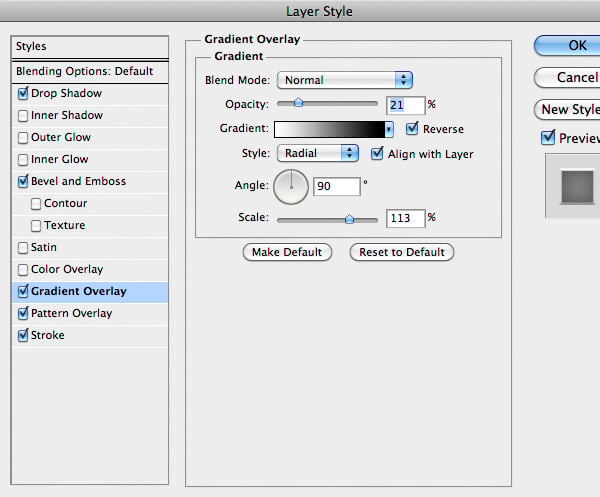 Layer Style
Styles
Blending Options: Default
Drop Shadow
Inner Shadow
Outer Glow
Inner Glow
Bevel and Emboss
Contour
Texture
Satin
Color Overlay
Gradient Overlay
Pattern Overlay
Stroke
Gradient Overlay
Gradient
Blend Mode: Normal
Opacity: 21 %
Gradient: Reverse
Style: Radial Align with Layer
Angle: 90 °
Scale: 113 %
Make Default Reset to Default
OK
Cancel
New Style
Preview